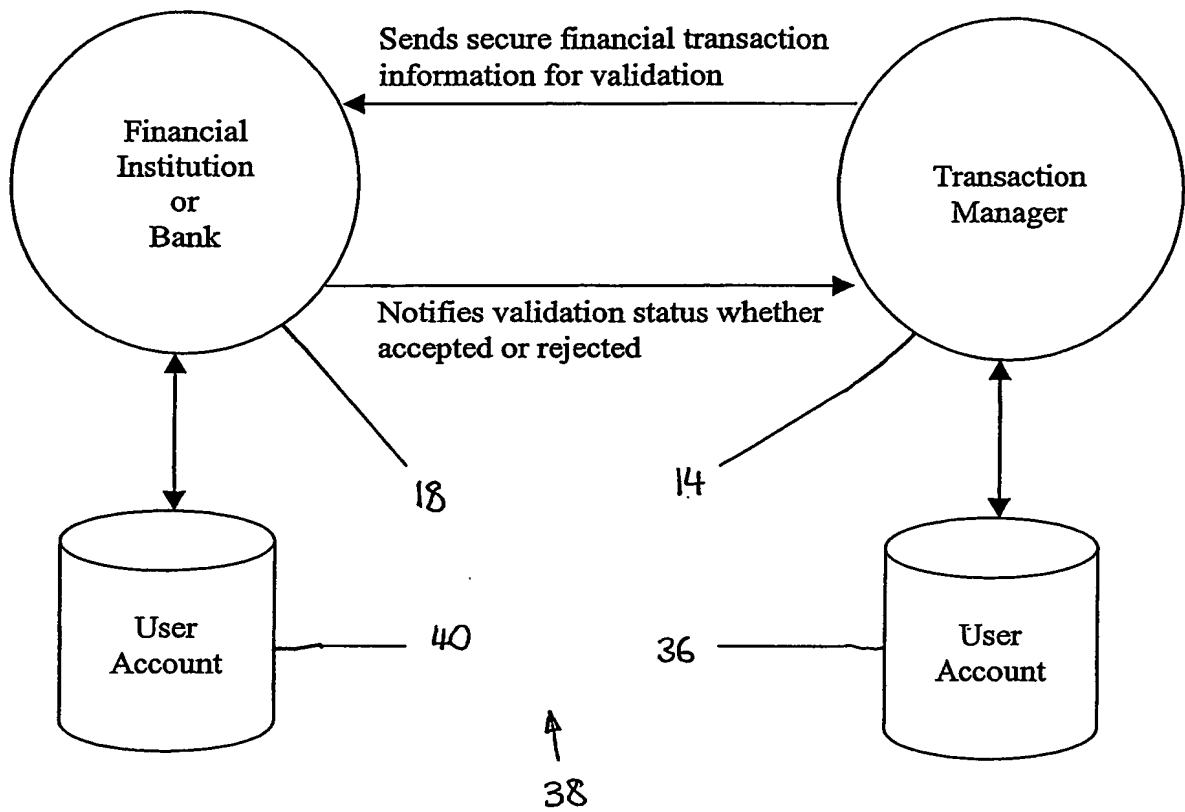 Sends secure financial transaction
information for validation
Financial
Institution
or
Bank
Transaction
Manager
Notifies validation status whether
accepted or rejected
18
14
User
Account
40
36
User
Account
38